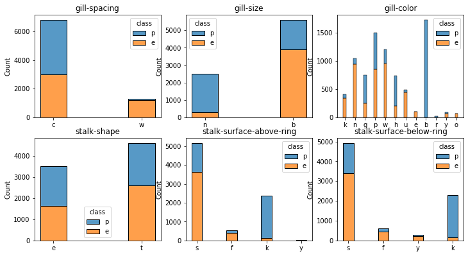 gill-spacing
class
p
e
Count
6000
4000
2000
0
c w
gill-size
class
p
e
Count
5000
4000
3000
2000
1000
0
n b
gill-color
class
p
e
Count
1500
1000
500
0
k n g p w h u e b r y o
stalk-shape
class
p
e
Count
4000
3000
2000
1000
0
e t
stalk-surface-above-ring
class
p
e
Count
5000
4000
3000
2000
1000
0
s f k y
stalk-surface-below-ring
class
p
e
Count
5000
4000
3000
2000
1000
0
s f y k